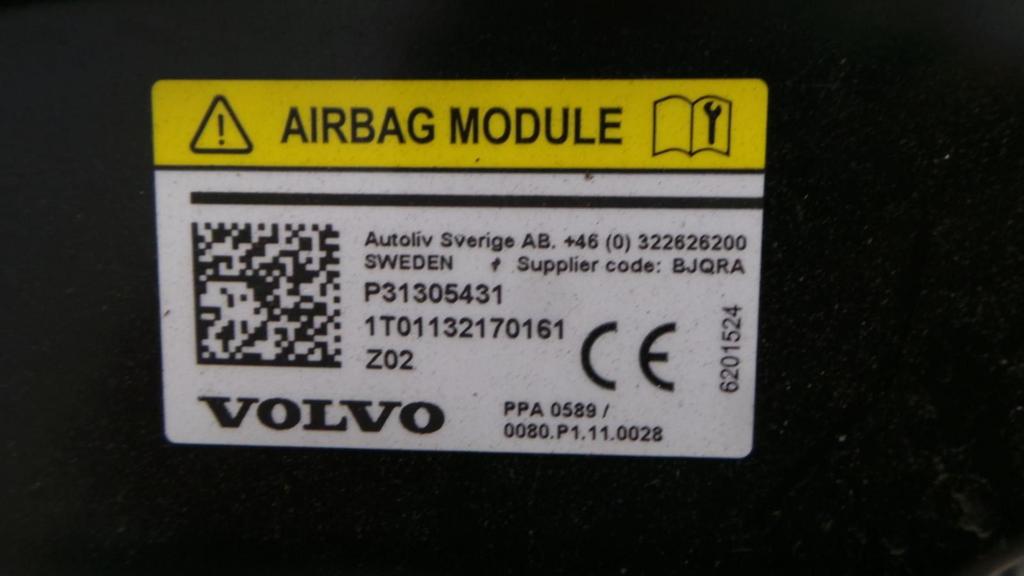 AIRBAG MODULE
Autoliv Sverige AB. +46 (0) 322626200
SWEDEN Supplier code: BJQRA
P31305431
1T01132170161
Z02
CE
6201524
VOLVO
PPA 0589 /
0080.P1.11.0028